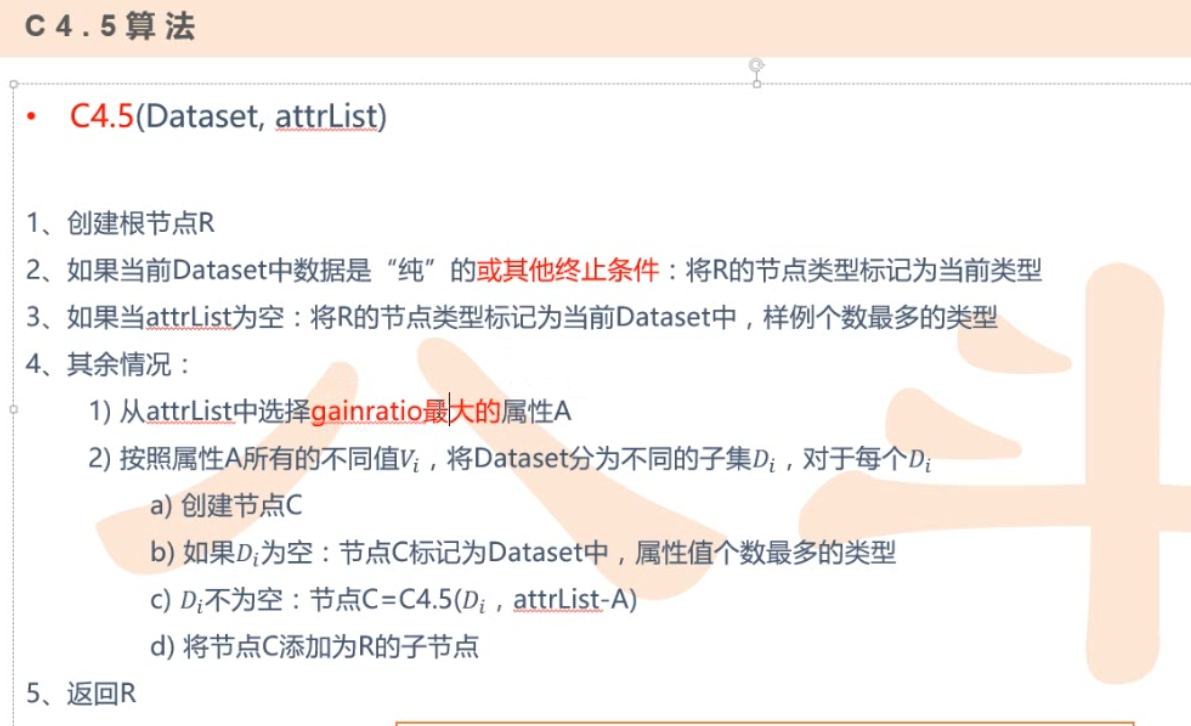 C4.5算法
• C4.5(Dataset, attrList)
1、创建根节点R
2、如果当前Dataset中数据是“纯”的或其他终止条件：将R的节点类型标记为当前类型
3、如果当attrList为空：将R的节点类型标记为当前Dataset中，样例个数最多的类型
4、其余情况：
1) 从attrList中选择gainratio最大的属性A
2) 按照属性A所有的不同值Vᵢ，将Dataset分为不同的子集Dᵢ，对于每个Dᵢ
a) 创建节点C
b) 如果Dᵢ为空：节点C标记为Dataset中，属性值个数最多的类型
c) Dᵢ不为空：节点C=C4.5(Dᵢ，attrList-A)
d) 将节点C添加为R的子节点
5、返回R
八斗